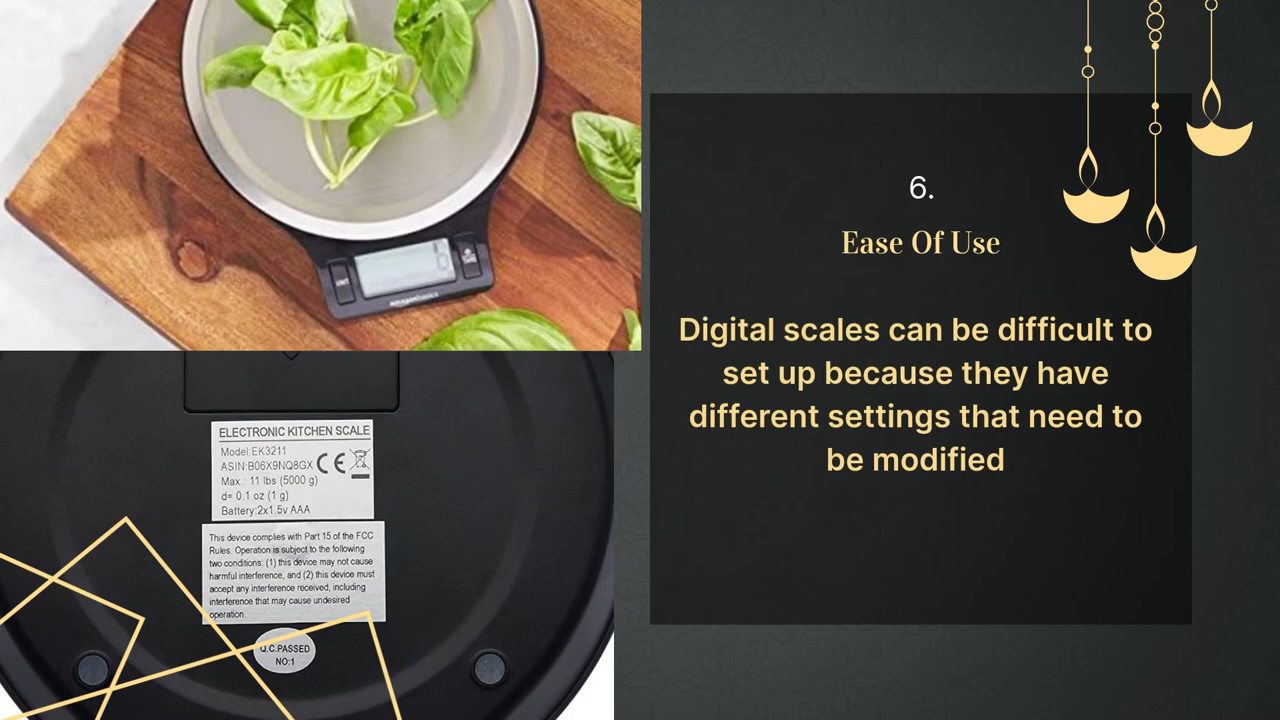 UNIT
amazonbasics
6.
Ease Of Use
Digital scales can be difficult to
set up because they have
different settings that need to
be modified
ELECTRONIC KITCHEN SCALE
Model:EK3211
ASIN:B06X9NQ8GX
Max.: 11 lbs (5000 g)
d= 0.1 oz (1 g)
Battery:2x1.5v AAA
This device complies with Part 15 of the FCC
Rules. Operation is subject to the following
two conditions: (1) this device may not cause
harmful interference, and (2) this device must
accept any interference received, including
interference that may cause undesired
operation.
Q.C.PASSED
NO:1